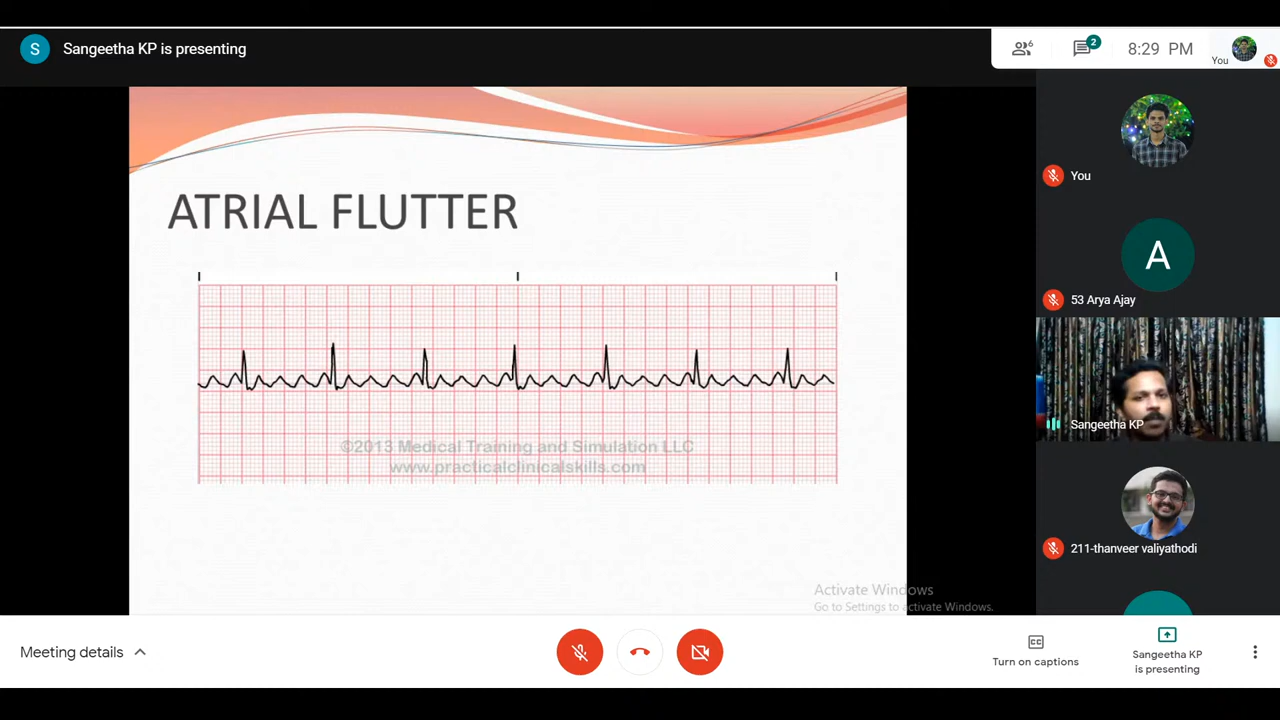 S
Sangeetha KP is presenting
6
2
8:29 PM
You
You
A
53 Arya Ajay
Sangeetha KP
211-thanveer valiyathodi
ATRIAL FLUTTER
©2013 Medical Training and Simulation LLC
www.practicalclinicalskills.com
Activate Windows
Go to Settings to activate Windows.
Meeting details
CC
Turn on captions
Sangeetha KP
is presenting